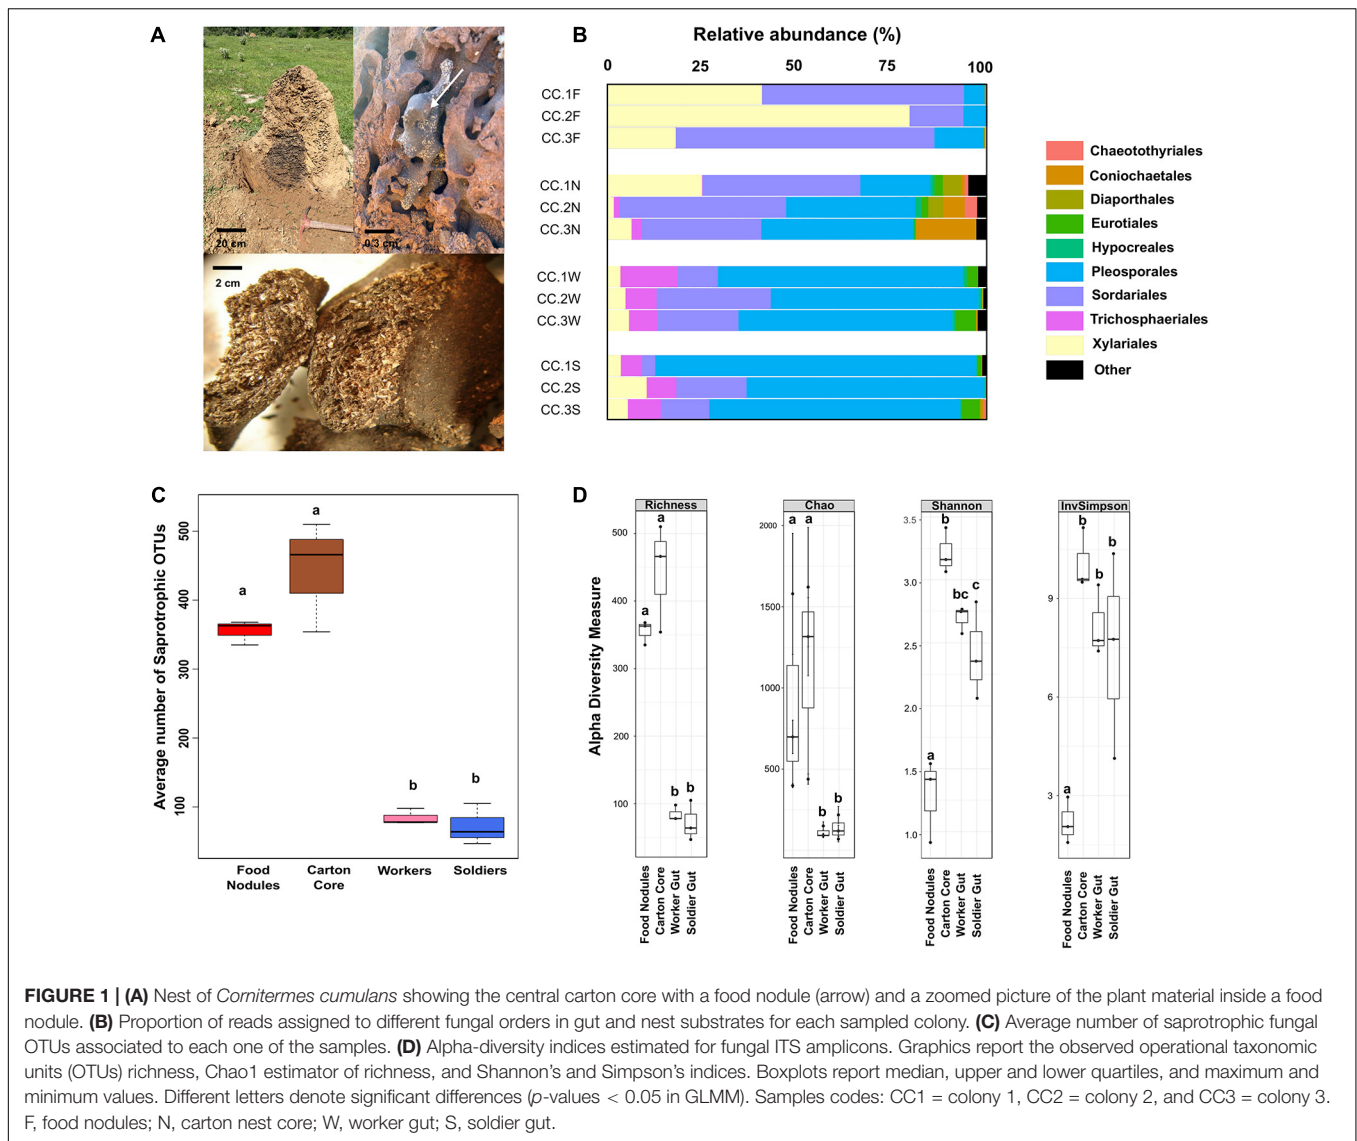 A
20 cm
0.3 cm
2 cm
B
Relative abundance (%)
0 25 50 75 100
CC.1F
CC.2F
CC.3F
CC.1N
CC.2N
CC.3N
CC.1W
CC.2W
CC.3W
CC.1S
CC.2S
CC.3S
Chaetothyriales
Coniochaetales
Diaporthales
Eurotiales
Hypocreales
Pleosporales
Sordariales
Trichosphaeriales
Xylariales
Other
C
Average number of Saprotrophic OTUs
500
400
300
200
100
a
a
b
b
Food Nodules
Carton Core
Workers
Soldiers
D
Alpha Diversity Measure
Richness
500
400
300
200
100
a
a
b
b
Food Nodules
Carton Core
Worker Gut
Soldier Gut
Chao
2000
1500
1000
500
a
a
b
b
Food Nodules
Carton Core
Worker Gut
Soldier Gut
Shannon
3.5
3.0
2.5
2.0
1.5
1.0
a
b
bc
c
Food Nodules
Carton Core
Worker Gut
Soldier Gut
InvSimpson
9
6
3
a
b
b
b
Food Nodules
Carton Core
Worker Gut
Soldier Gut
FIGURE 1 | (A) Nest of Cornitermes cumulans showing the central carton core with a food nodule (arrow) and a zoomed picture of the plant material inside a food
nodule. (B) Proportion of reads assigned to different fungal orders in gut and nest substrates for each sampled colony. (C) Average number of saprotrophic fungal
OTUs associated to each one of the samples. (D) Alpha-diversity indices estimated for fungal ITS amplicons. Graphics report the observed operational taxonomic
units (OTUs) richness, Chao1 estimator of richness, and Shannon's and Simpson's indices. Boxplots report median, upper and lower quartiles, and maximum and
minimum values. Different letters denote significant differences (p-values < 0.05 in GLMM). Samples codes: CC1 = colony 1, CC2 = colony 2, and CC3 = colony 3.
F, food nodules; N, carton nest core; W, worker gut; S, soldier gut.